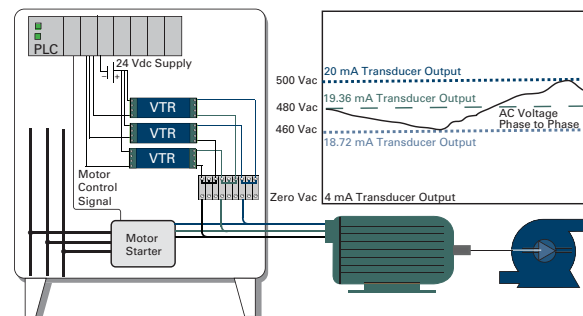 PLC
24 Vdc Supply
+
VTR
VTR
VTR
Motor
Control
Signal
Motor
Starter
500 Vac
20 mA Transducer Output
480 Vac
19.36 mA Transducer Output
AC Voltage
Phase to Phase
460 Vac
18.72 mA Transducer Output
Zero Vac
4 mA Transducer Output